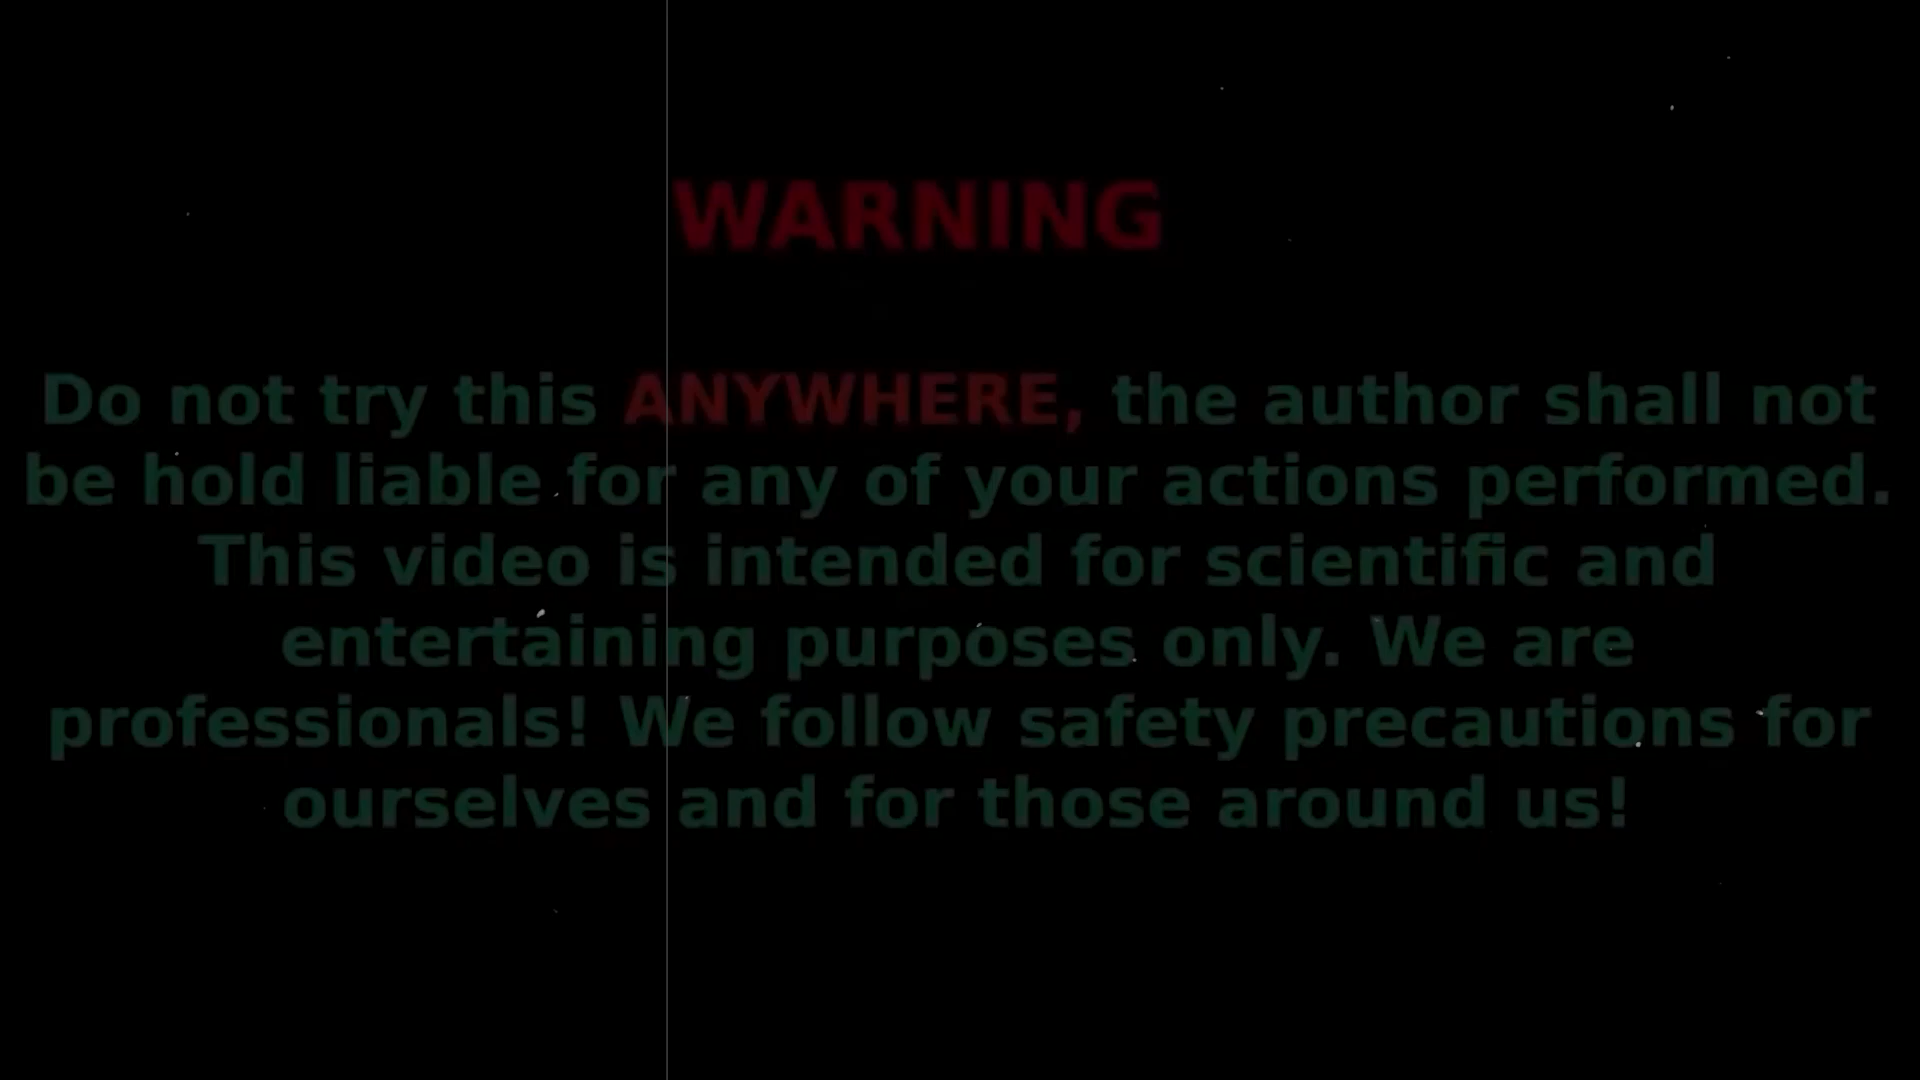 WARNING
Do not try this ANYWHERE, the author shall not
be hold liable for any of your actions performed.
This video is intended for scientific and
entertaining purposes only. We are
professionals! We follow safety precautions for
ourselves and for those around us!